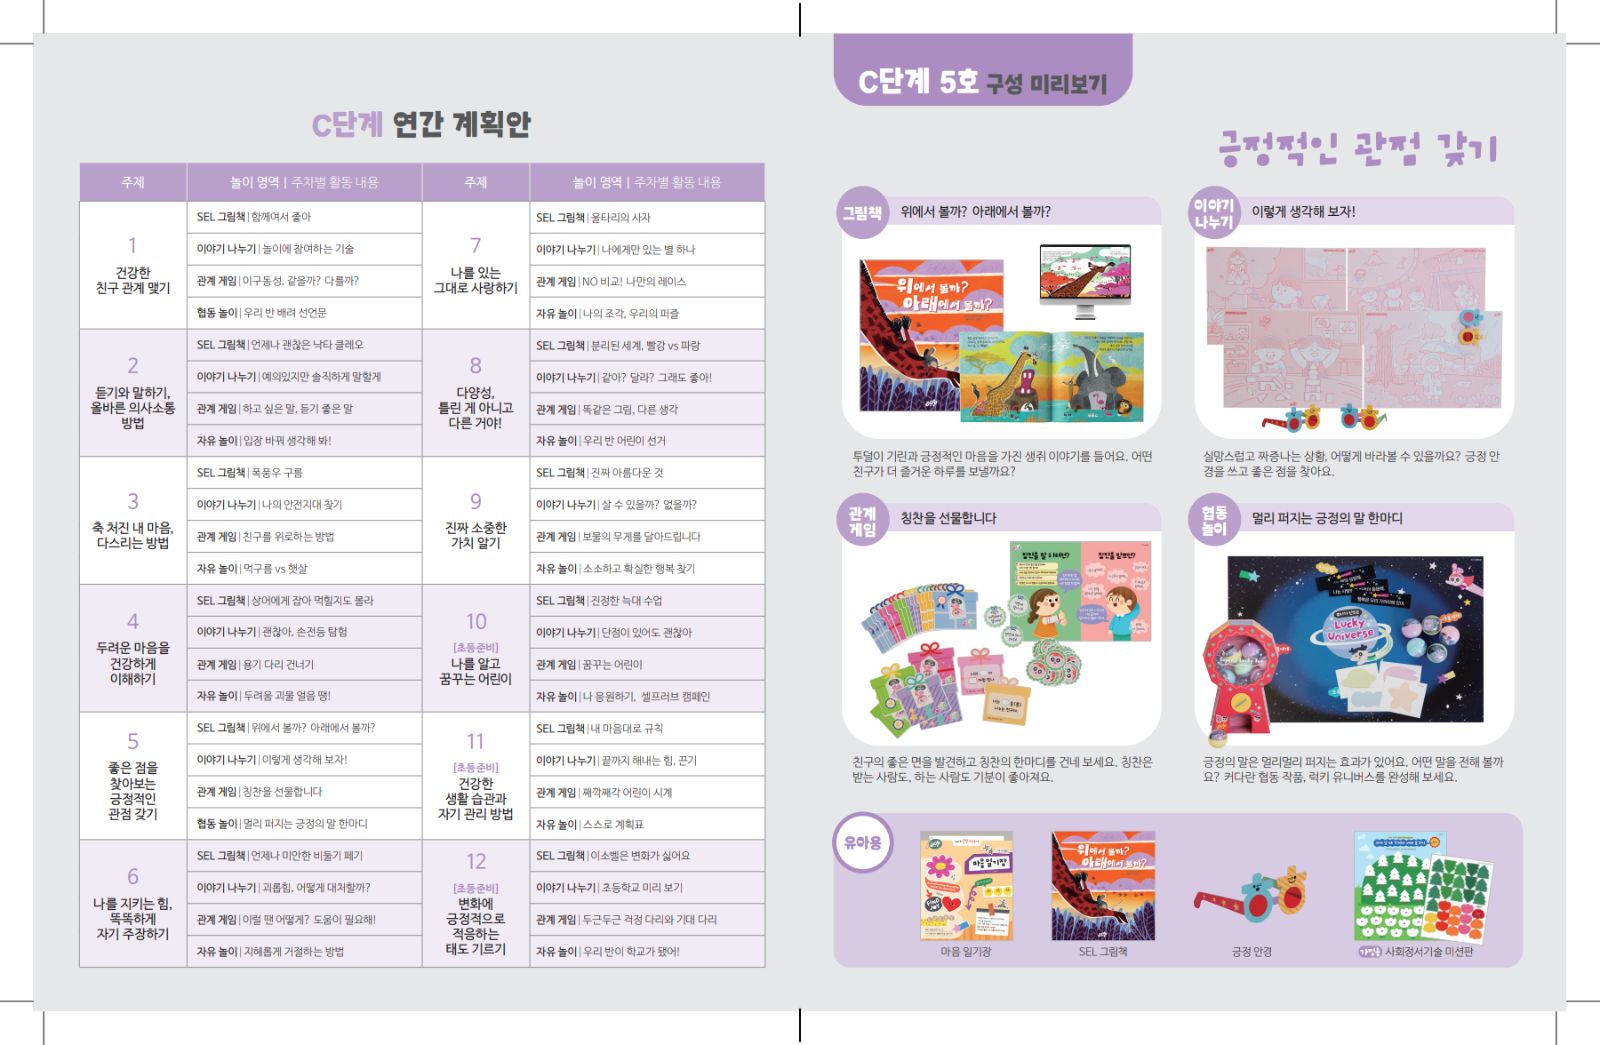 C단계 연간 계획안
주제
놀이 영역 | 주차별 활동 내용
주제
놀이 영역 | 주차별 활동 내용
1
건강한
친구 관계 맺기
SEL 그림책 | 함께여서 좋아
이야기 나누기 | 놀이에 참여하는 기술
관계 게임 | 이구동성, 같을까? 다를까?
협동 놀이 | 우리 반 배려 선언문
2
듣기와 말하기,
올바른 의사소통
방법
SEL 그림책 | 언제나 괜찮은 낙타 클레오
이야기 나누기 | 예의있지만 솔직하게 말할게
관계 게임 | 하고 싶은 말, 듣기 좋은 말
자유 놀이 | 입장 바꿔 생각해 봐!
3
축 처진 내 마음,
다스리는 방법
SEL 그림책 | 폭풍우 구름
이야기 나누기 | 나의 안전지대 찾기
관계 게임 | 친구를 위로하는 방법
자유 놀이 | 먹구름 vs 햇살
4
두려운 마음을
건강하게
이해하기
SEL 그림책 | 상어에게 잡아 먹힐지도 몰라
이야기 나누기 | 괜찮아, 손전등 탐험
관계 게임 | 용기 다리 건너기
자유 놀이 | 두려움 괴물 얼음 땡!
5
좋은 점을
찾아보는
긍정적인
관점 갖기
SEL 그림책 | 위에서 볼까? 아래에서 볼까?
이야기 나누기 | 이렇게 생각해 보자!
관계 게임 | 칭찬을 선물합니다
협동 놀이 | 멀리 퍼지는 긍정의 말 한마디
6
나를 지키는 힘,
똑똑하게
자기 주장하기
SEL 그림책 | 언제나 미안한 비둘기 페기
이야기 나누기 | 괴롭힘, 어떻게 대처할까?
관계 게임 | 이럴 땐 어떻게? 도움이 필요해!
자유 놀이 | 지혜롭게 거절하는 방법
7
나를 있는
그대로 사랑하기
SEL 그림책 | 울타리의 사자
이야기 나누기 | 나에게만 있는 별 하나
관계 게임 | NO 비교! 나만의 레이스
자유 놀이 | 나의 조각, 우리의 퍼즐
8
다양성,
틀린 게 아니고
다른 거야!
SEL 그림책 | 분리된 세계, 빨강 vs 파랑
이야기 나누기 | 같아? 달라? 그래도 좋아!
관계 게임 | 똑같은 그림, 다른 생각
자유 놀이 | 우리 반 어린이 선거
9
진짜 소중한
가치 알기
SEL 그림책 | 진짜 아름다운 것
이야기 나누기 | 살 수 있을까? 없을까?
관계 게임 | 보물의 무게를 달아드립니다
자유 놀이 | 소소하고 확실한 행복 찾기
10
[초등준비]
나를 알고
꿈꾸는 어린이
SEL 그림책 | 진정한 늑대 수업
이야기 나누기 | 단점이 있어도 괜찮아
관계 게임 | 꿈꾸는 어린이
자유 놀이 | 나 응원하기, 셀프러브 캠페인
11
[초등준비]
건강한
생활 습관과
자기 관리 방법
SEL 그림책 | 내 마음대로 규칙
이야기 나누기 | 끝까지 해내는 힘, 끈기
관계 게임 | 째깍째각 어린이 시계
자유 놀이 | 스스로 계획표
12
[초등준비]
변화에
긍정적으로
적응하는
태도 기르기
SEL 그림책 | 이소벨은 변화가 싫어요
이야기 나누기 | 초등학교 미리 보기
관계 게임 | 두근두근 걱정 다리와 기대 다리
자유 놀이 | 우리 반이 학교가 됐어!
C단계 5호 구성 미리보기
긍정적인 관점 갖기
그림책
위에서 볼까? 아래에서 볼까?
위에서 볼까?
아래에서 볼까?
투덜이 기린과 긍정적인 마음을 가진 생쥐 이야기를 들어요. 어떤
친구가 더 즐거운 하루를 보낼까요?
이야기
나누기
이렇게 생각해 보자!
실망스럽고 짜증나는 상황, 어떻게 바라볼 수 있을까요? 긍정 안
경을 쓰고 좋은 점을 찾아요.
관계
게임
칭찬을 선물합니다
친구의 좋은 면을 발견하고 칭찬의 한마디를 건네 보세요. 칭찬은
받는 사람도, 하는 사람도 기분이 좋아져요.
협동
놀이
멀리 퍼지는 긍정의 말 한마디
Lucky
Universe
긍정의 말은 멀리멀리 퍼지는 효과가 있어요. 어떤 말을 전해 볼까
요? 커다란 협동 작품, 럭키 유니버스를 완성해 보세요.
유아용
마음 일기장
마음 일기장
위에서 볼까?
아래에서 볼까?
SEL 그림책
긍정 안경
가정용 사회정서기술 미션판